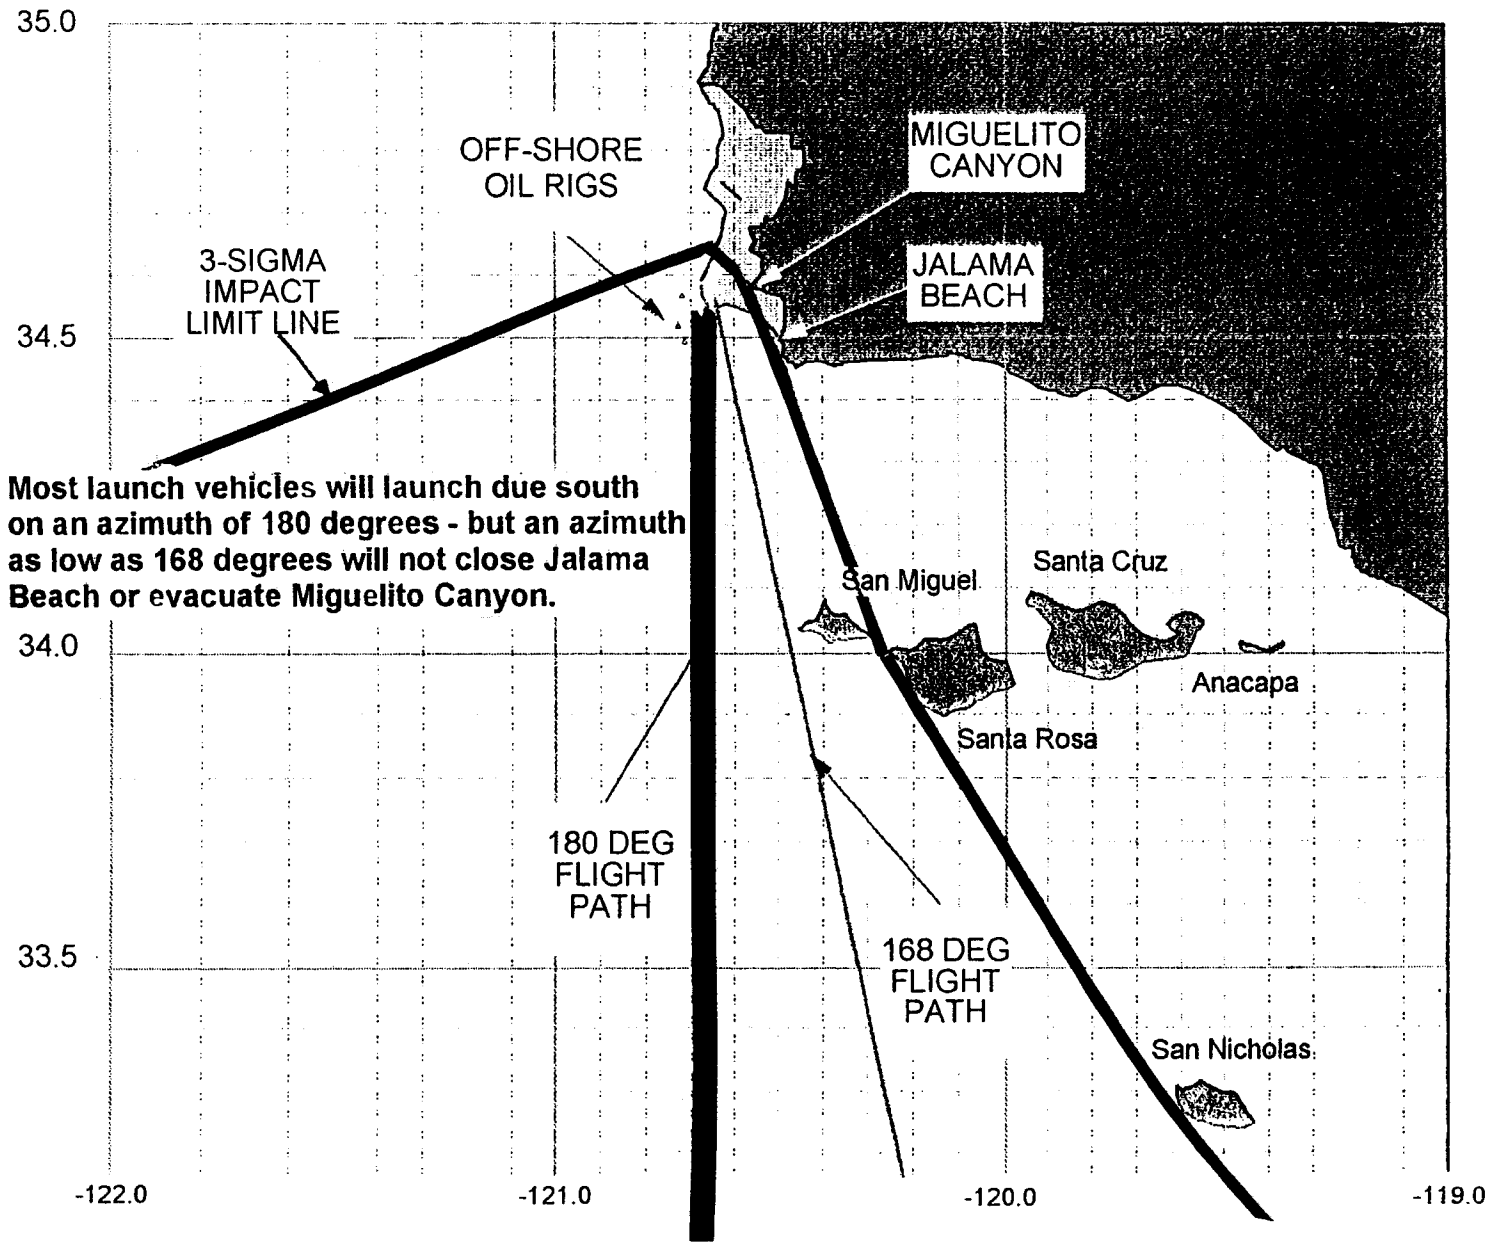 35.0
OFF-SHORE
OIL RIGS
MIGUELITO
CANYON
3-SIGMA
IMPACT
LIMIT LINE
JALAMA
BEACH
34.5
Most launch vehicles will launch due south
on an azimuth of 180 degrees - but an azimuth
as low as 168 degrees will not close Jalama
Beach or evacuate Miguelito Canyon.
San Miguel
Santa Cruz
34.0
Anacapa
Santa Rosa
180 DEG
FLIGHT
PATH
33.5
168 DEG
FLIGHT
PATH
San Nicholas
-122.0
-121.0
-120.0
-119.0